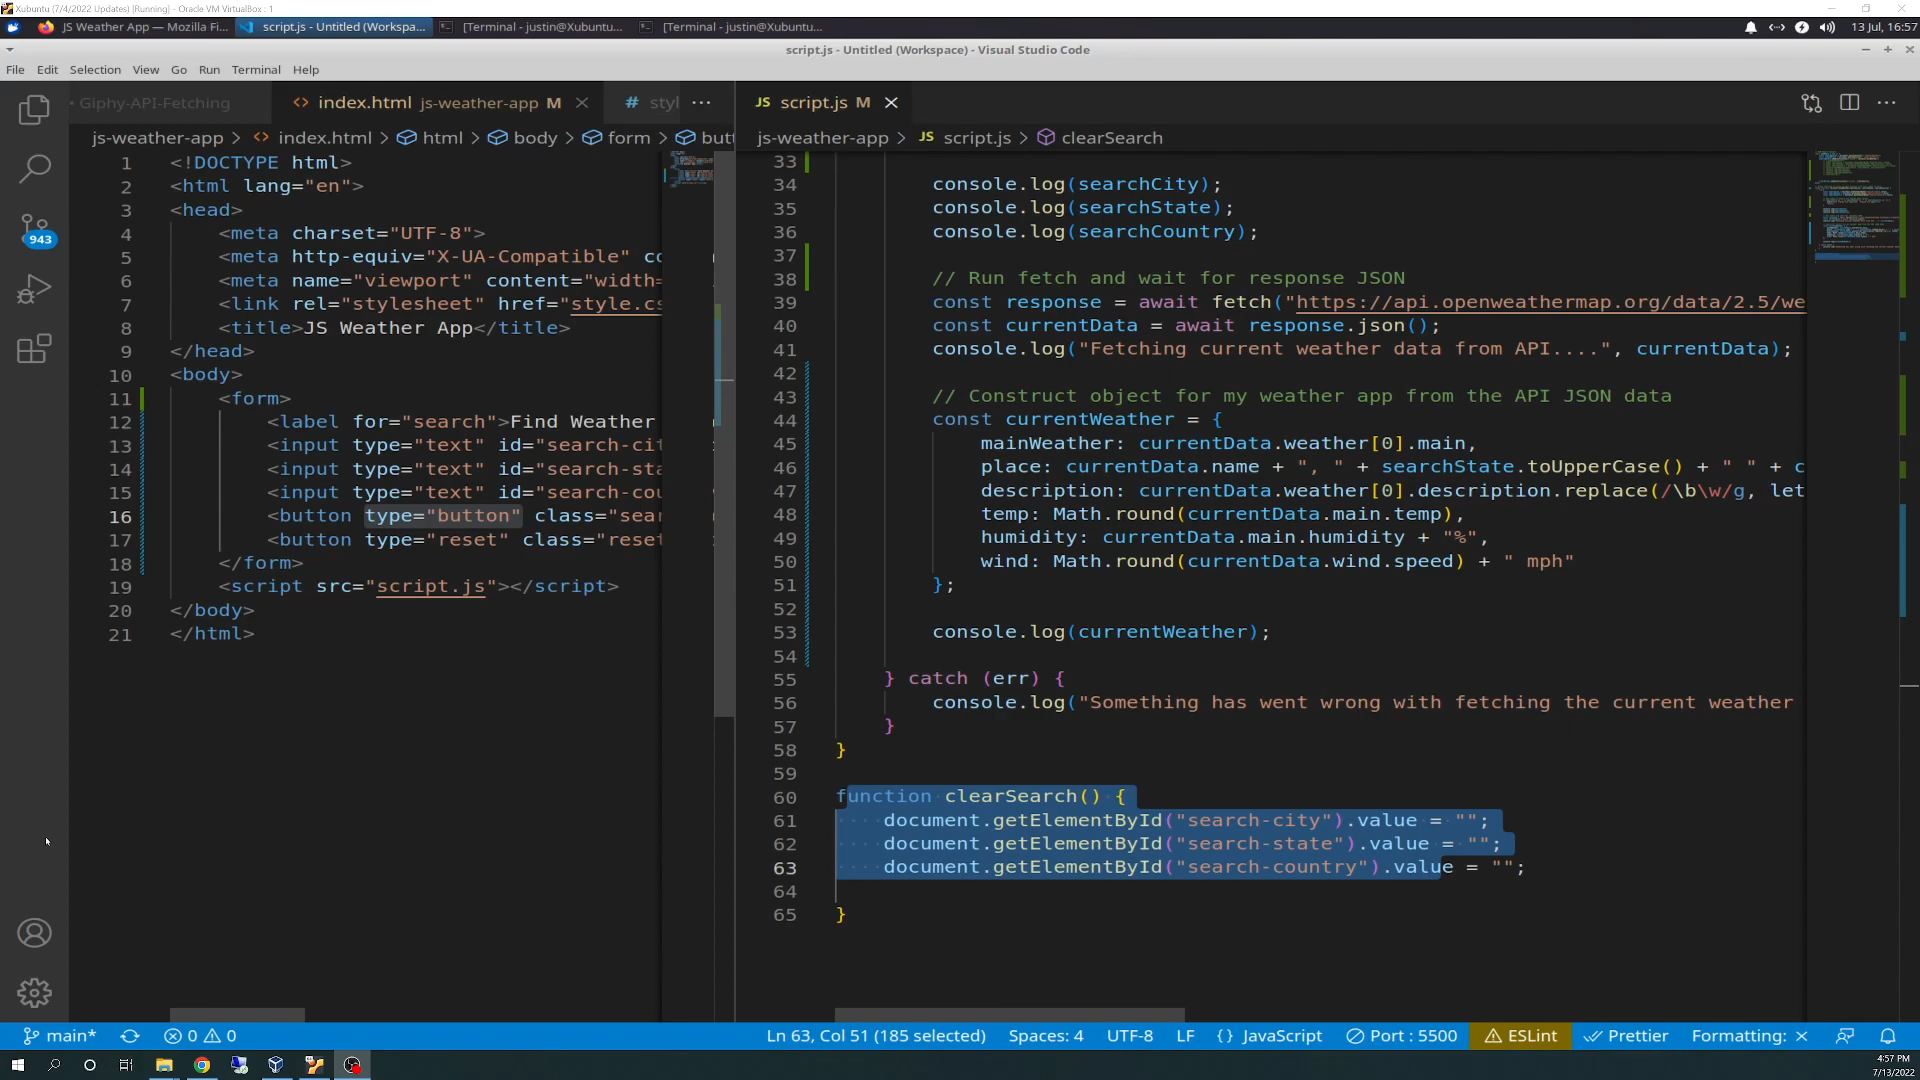 Xubuntu (7/4/2022 Updates) [Running] - Oracle VM VirtualBox : 1
JS Weather App — Mozilla Fi...
script.js - Untitled (Workspa...
[Terminal - justin@Xubuntu...
[Terminal - justin@Xubuntu...
13 Jul, 16:57
script.js - Untitled (Workspace) - Visual Studio Code
File Edit Selection View Go Run Terminal Help
Giphy-API-Fetching
index.html js-weather-app M
# styl ...
JS script.js M
js-weather-app > index.html > html > body > form > butt
js-weather-app > JS script.js > clearSearch
943
1 <!DOCTYPE html>
2 <html lang="en">
3 <head>
4 <meta charset="UTF-8">
5 <meta http-equiv="X-UA-Compatible" co
6 <meta name="viewport" content="width=
7 <link rel="stylesheet" href="style.cs
8 <title>JS Weather App</title>
9 </head>
10 <body>
11 <form>
12 <label for="search">Find Weather
13 <input type="text" id="search-cit
14 <input type="text" id="search-sta
15 <input type="text" id="search-cou
16 <button type="button" class="sear
17 <button type="reset" class="reset
18 </form>
19 <script src="script.js"></script>
20 </body>
21 </html>
33
34 console.log(searchCity);
35 console.log(searchState);
36 console.log(searchCountry);
37
38 // Run fetch and wait for response JSON
39 const response = await fetch("https://api.openweathermap.org/data/2.5/we
40 const currentData = await response.json();
41 console.log("Fetching current weather data from API....", currentData);
42
43 // Construct object for my weather app from the API JSON data
44 const currentWeather = {
45 mainWeather: currentData.weather[0].main,
46 place: currentData.name + ", " + searchState.toUpperCase() + " " + c
47 description: currentData.weather[0].description.replace(/\b\w/g, let
48 temp: Math.round(currentData.main.temp),
49 humidity: currentData.main.humidity + "%",
50 wind: Math.round(currentData.wind.speed) + " mph"
51 };
52
53 console.log(currentWeather);
54
55 } catch (err) {
56 console.log("Something has went wrong with fetching the current weather
57 }
58 }
59
60 function clearSearch() {
61 document.getElementById("search-city").value = "";
62 document.getElementById("search-state").value = "";
63 document.getElementById("search-country").value = "";
64
65 }
main* 0 0
Ln 63, Col 51 (185 selected) Spaces: 4 UTF-8 LF {} JavaScript Port : 5500 ESLint Prettier Formatting: ×
4:57 PM
7/13/2022